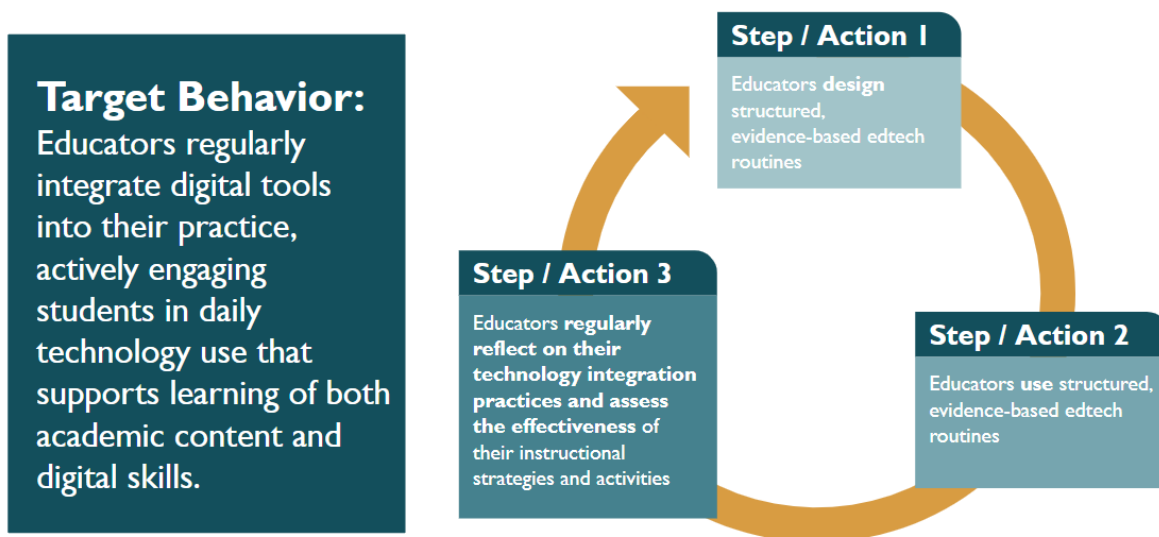 Target Behavior:
Educators regularly
integrate digital tools
into their practice,
actively engaging
students in daily
technology use that
supports learning of both
academic content and
digital skills.
Step / Action 1
Educators design
structured,
evidence-based edtech
routines
Step / Action 2
Educators use structured,
evidence-based edtech
routines
Step / Action 3
Educators regularly
reflect on their
technology integration
practices and assess
the effectiveness of
their instructional
strategies and activities